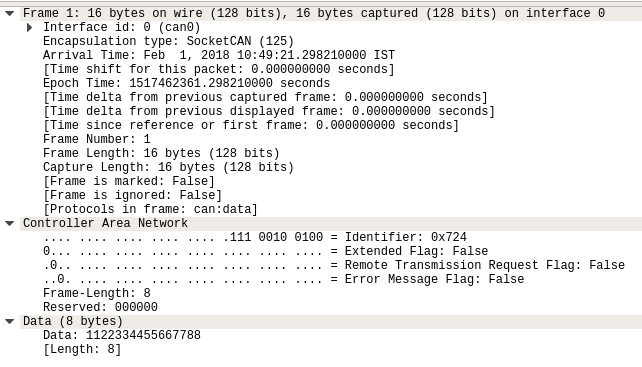 Frame 1: 16 bytes on wire (128 bits), 16 bytes captured (128 bits) on interface 0
Interface id: 0 (can0)
Encapsulation type: SocketCAN (125)
Arrival Time: Feb  1, 2018 10:49:21.298210000 IST
[Time shift for this packet: 0.000000000 seconds]
Epoch Time: 1517462361.298210000 seconds
[Time delta from previous captured frame: 0.000000000 seconds]
[Time delta from previous displayed frame: 0.000000000 seconds]
[Time since reference or first frame: 0.000000000 seconds]
Frame Number: 1
Frame Length: 16 bytes (128 bits)
Capture Length: 16 bytes (128 bits)
[Frame is marked: False]
[Frame is ignored: False]
[Protocols in frame: can:data]
Controller Area Network
.... .... .... .... .... .111 0010 0100 = Identifier: 0x724
0... .... .... .... .... .... .... .... = Extended Flag: False
.0.. .... .... .... .... .... .... .... = Remote Transmission Request Flag: False
..0. .... .... .... .... .... .... .... = Error Message Flag: False
Frame-Length: 8
Reserved: 000000
Data (8 bytes)
Data: 1122334455667788
[Length: 8]